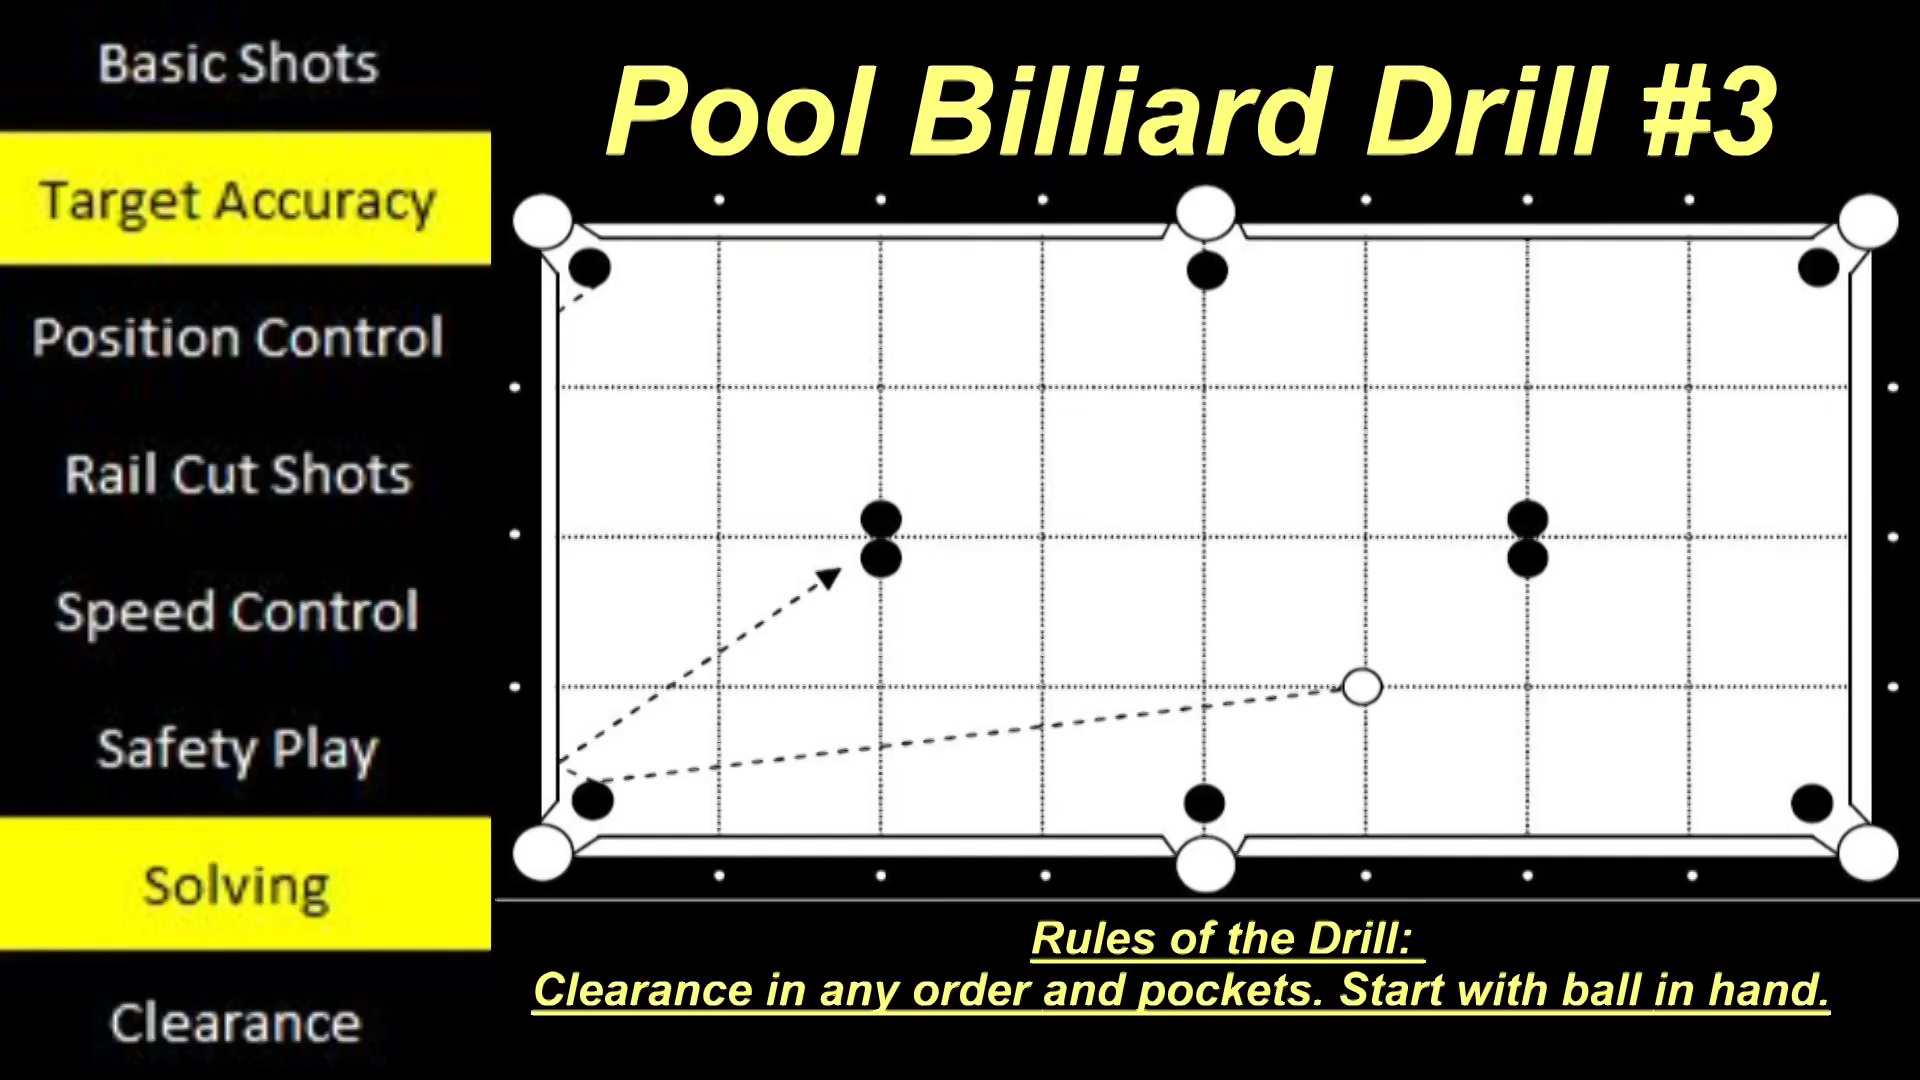 Basic Shots
Target Accuracy
Position Control
Rail Cut Shots
Speed Control
Safety Play
Solving
Clearance
Pool Billiard Drill #3
Rules of the Drill:
Clearance in any order and pockets. Start with ball in hand.